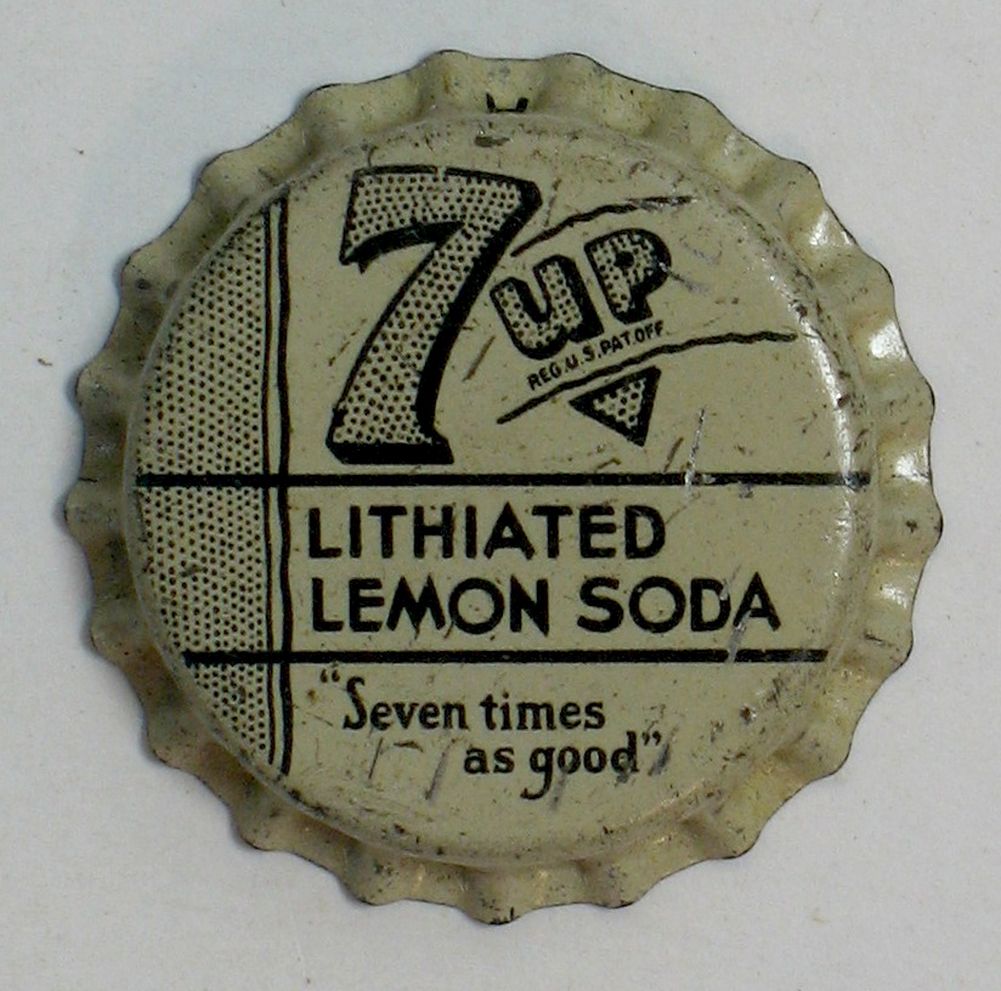 7 up
REG.U.S.PAT.OFF
LITHIATED
LEMON SODA
"Seven times
as good"